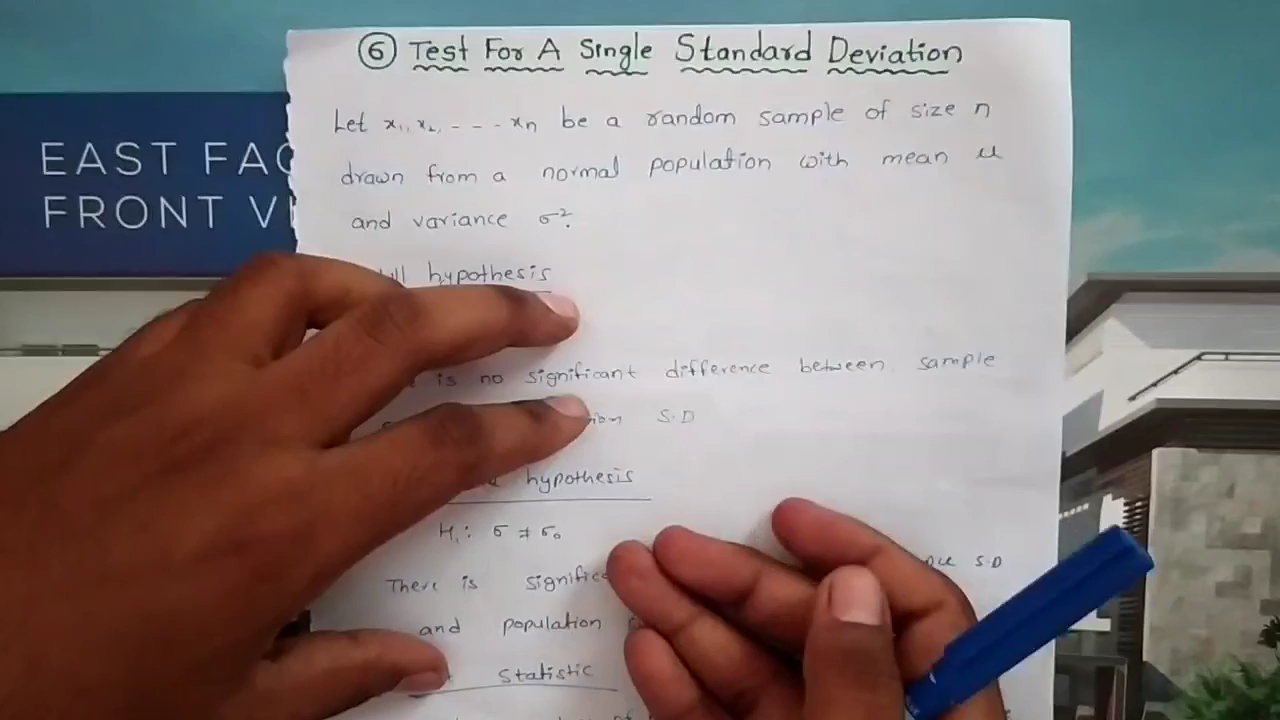 6 Test For A Single Standard Deviation
Let x1, x2, - - - - xn be a random sample of size n
drawn from a normal population with mean μ
and variance σ².
hypothesis
is no significant difference between sample
S.D
hypothesis
H1: σ ≠ σ0
S.D
There is
and population
Statistic
EAST
FRONT